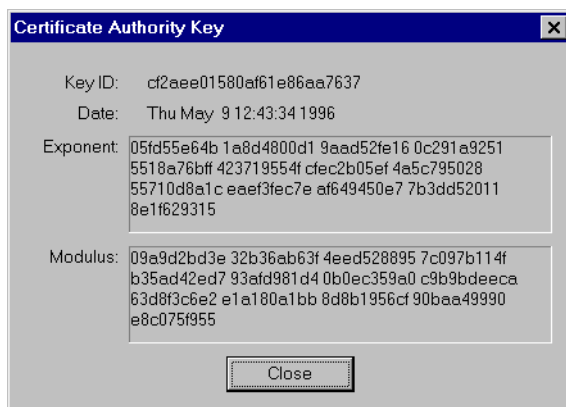 Certificate Authority Key
Key ID: cf2aee01580af61e86aa7637
Date: Thu May 9 12:43:34 1996
Exponent: 05fd55e64b 1a8d4800d1 9aad52fe16 0c291a9251
5518a76bff 423719554f cfec2b05ef 4a5c795028
55710d8a1c eaef3fec7e af649450e7 7b3dd52011
8e1f629315
Modulus: 09a9d2bd3e 32b36ab63f 4eed528895 7c097b114f
b35ad42ed7 93afd981d4 0b0ec359a0 c9b9bdeeca
63d8f3c6e2 e1a180a1bb 8d8b1956cf 90baa49990
e8c075f955
Close